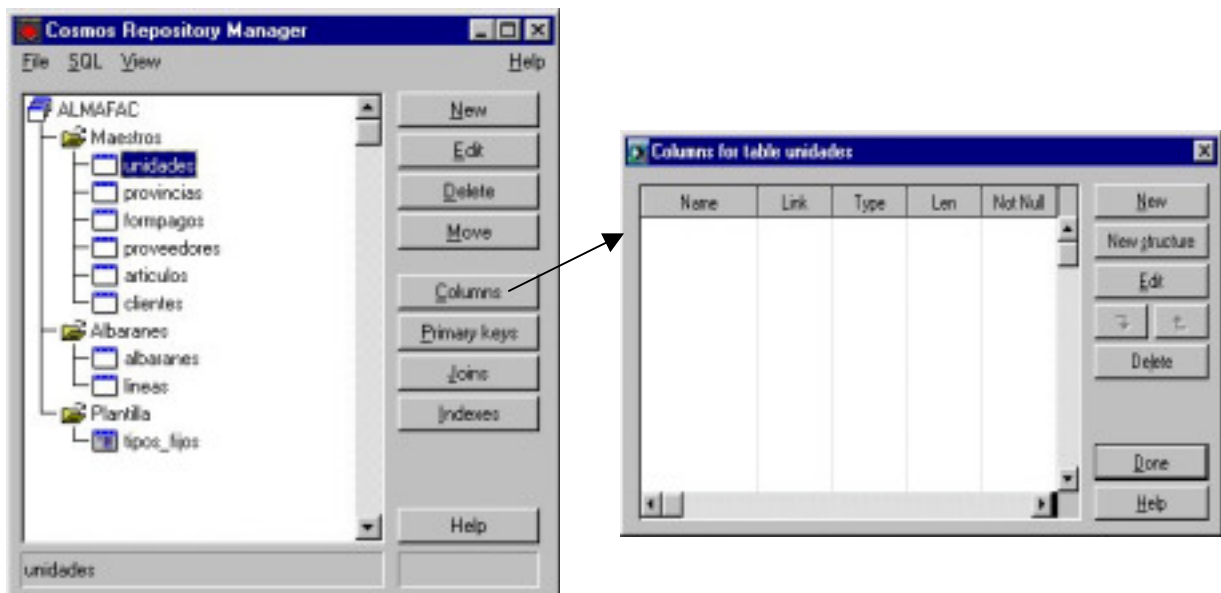 Cosmos Repository Manager
File SQL View Help
ALMAFAC
Maestros
unidades
provincias
formpagos
proveedores
articulos
clientes
Albaranes
albaranes
lineas
Plantilla
tipos_fijos
New
Edit
Delete
Move
Columns
Primary keys
Joins
Indexes
Help
unidades
Columns for table unidades
Name Link Type Len Not Null
New
New structure
Edit
Delete
Done
Help